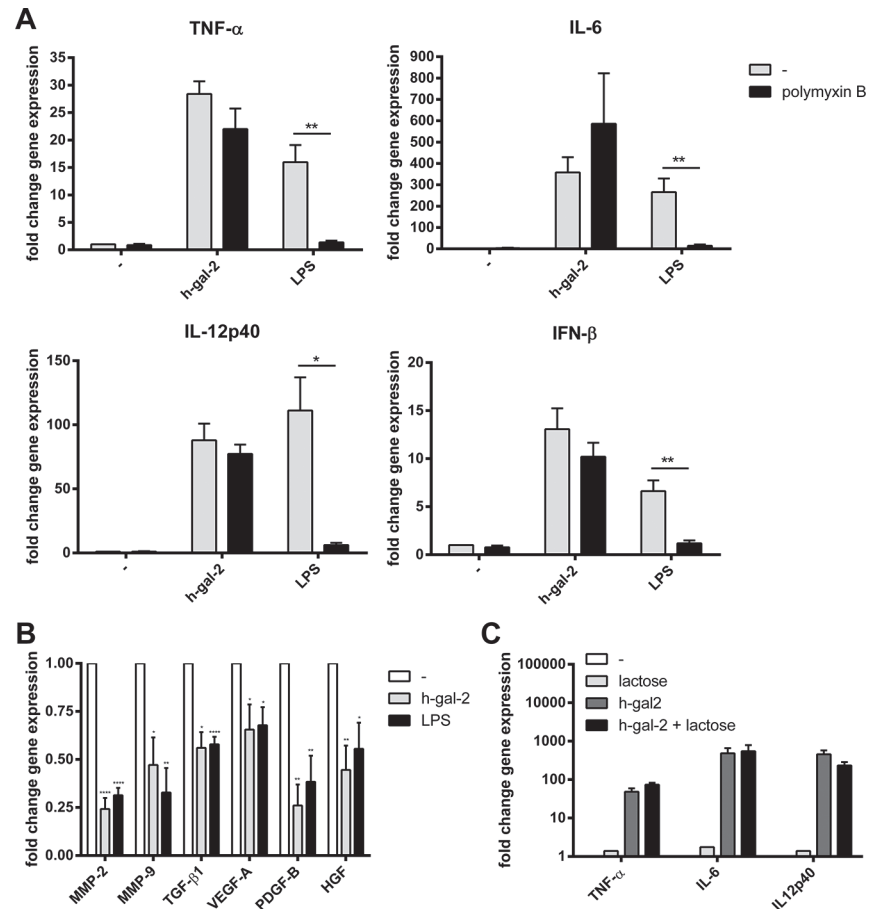 A
TNF-α
fold change gene expression
35
30
25
20
15
10
5
0
**
-
h-gal-2
LPS
IL-6
fold change gene expression
900
800
700
600
500
400
300
200
100
0
**
-
h-gal-2
LPS
-
polymyxin B
IL-12p40
fold change gene expression
150
100
50
0
*
-
h-gal-2
LPS
IFN-β
fold change gene expression
20
15
10
5
0
**
-
h-gal-2
LPS
B
fold change gene expression
1.00
0.75
0.50
0.25
0.00
**** ****
* **
* ****
* *
** **
** *
MMP-2
MMP-9
TGF-β1
VEGF-A
PDGF-B
HGF
-
h-gal-2
LPS
C
fold change gene expression
100000
10000
1000
100
10
1
-
lactose
h-gal2
h-gal-2 + lactose
TNF-α
IL-6
IL12p40